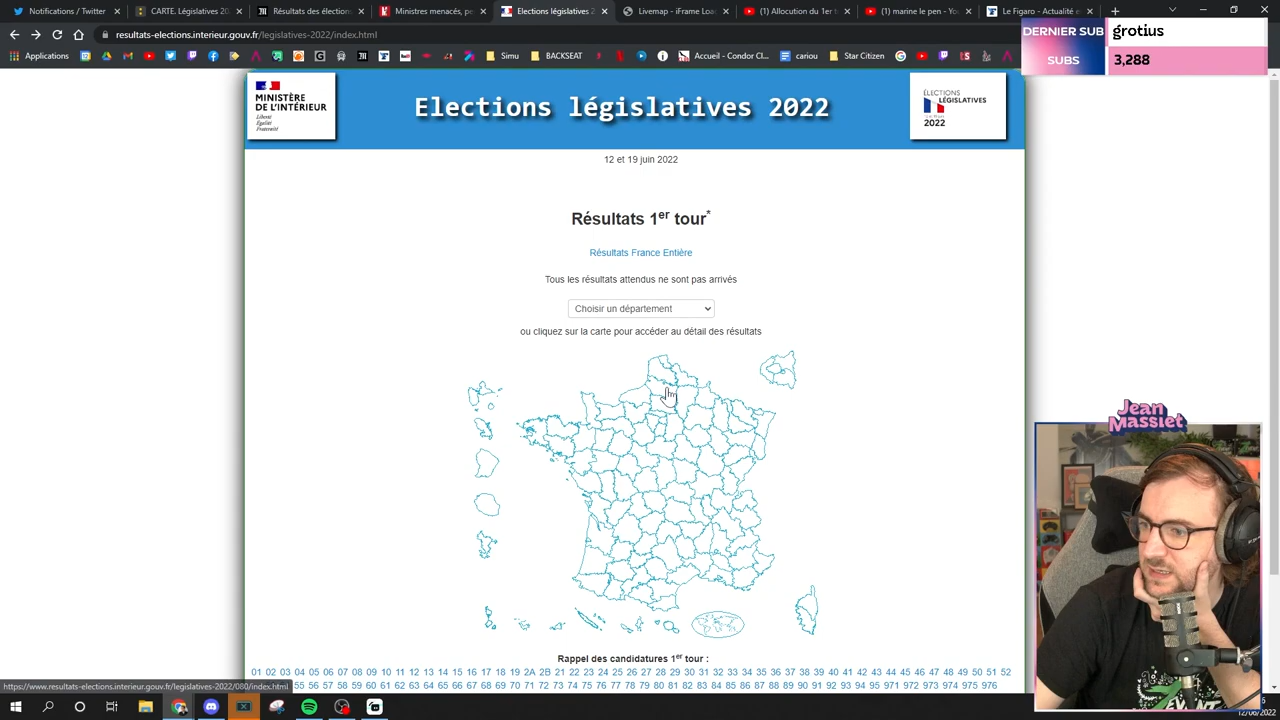 Notifications / Twitter
CARTE. Législatives, po
Résultats des élections
Ministres menacés, pos
Elections législatives 2
Livemap - iframe Loade
(1) Allocution du 1er to
(1) marine le pen - You
Le Figaro - Actualité en
resultats-elections.interieur.gouv.fr/legislatives-2022/index.html
Applications
Twitter
Simu
BACKSEAT
Accueil - Condor Cl...
cariou
Star Citizen
DERNIER SUB
grotius
SUBS
3,288
MINISTÈRE
DE L'INTÉRIEUR
Liberté
Égalité
Fraternité
Elections législatives 2022
ÉLECTIONS
LÉGISLATIVES
2022
12 et 19 juin 2022
Résultats 1er tour*
Résultats France Entière
Tous les résultats attendus ne sont pas arrivés
Choisir un département
ou cliquez sur la carte pour accéder au détail des résultats
Jean
Massiet
Rappel des candidatures 1er tour :
01 02 03 04 05 06 07 08 09 10 11 12 13 14 15 16 17 18 19 2A 2B 21 22 23 24 25 26 27 28 29 30 31 32 33 34 35 36 37 38 39 40 41 42 43 44 45 46 47 48 49 50 51 52
55 56 57 58 59 60 61 62 63 64 65 66 67 68 69 70 71 72 73 74 75 76 77 78 79 80 81 82 83 84 85 86 87 88 89 90 91 92 93 94 95 971 972 973 974 975 976
https://www.resultats-elections.interieur.gouv.fr/legislatives-2022/080/index.html
12/06/2022